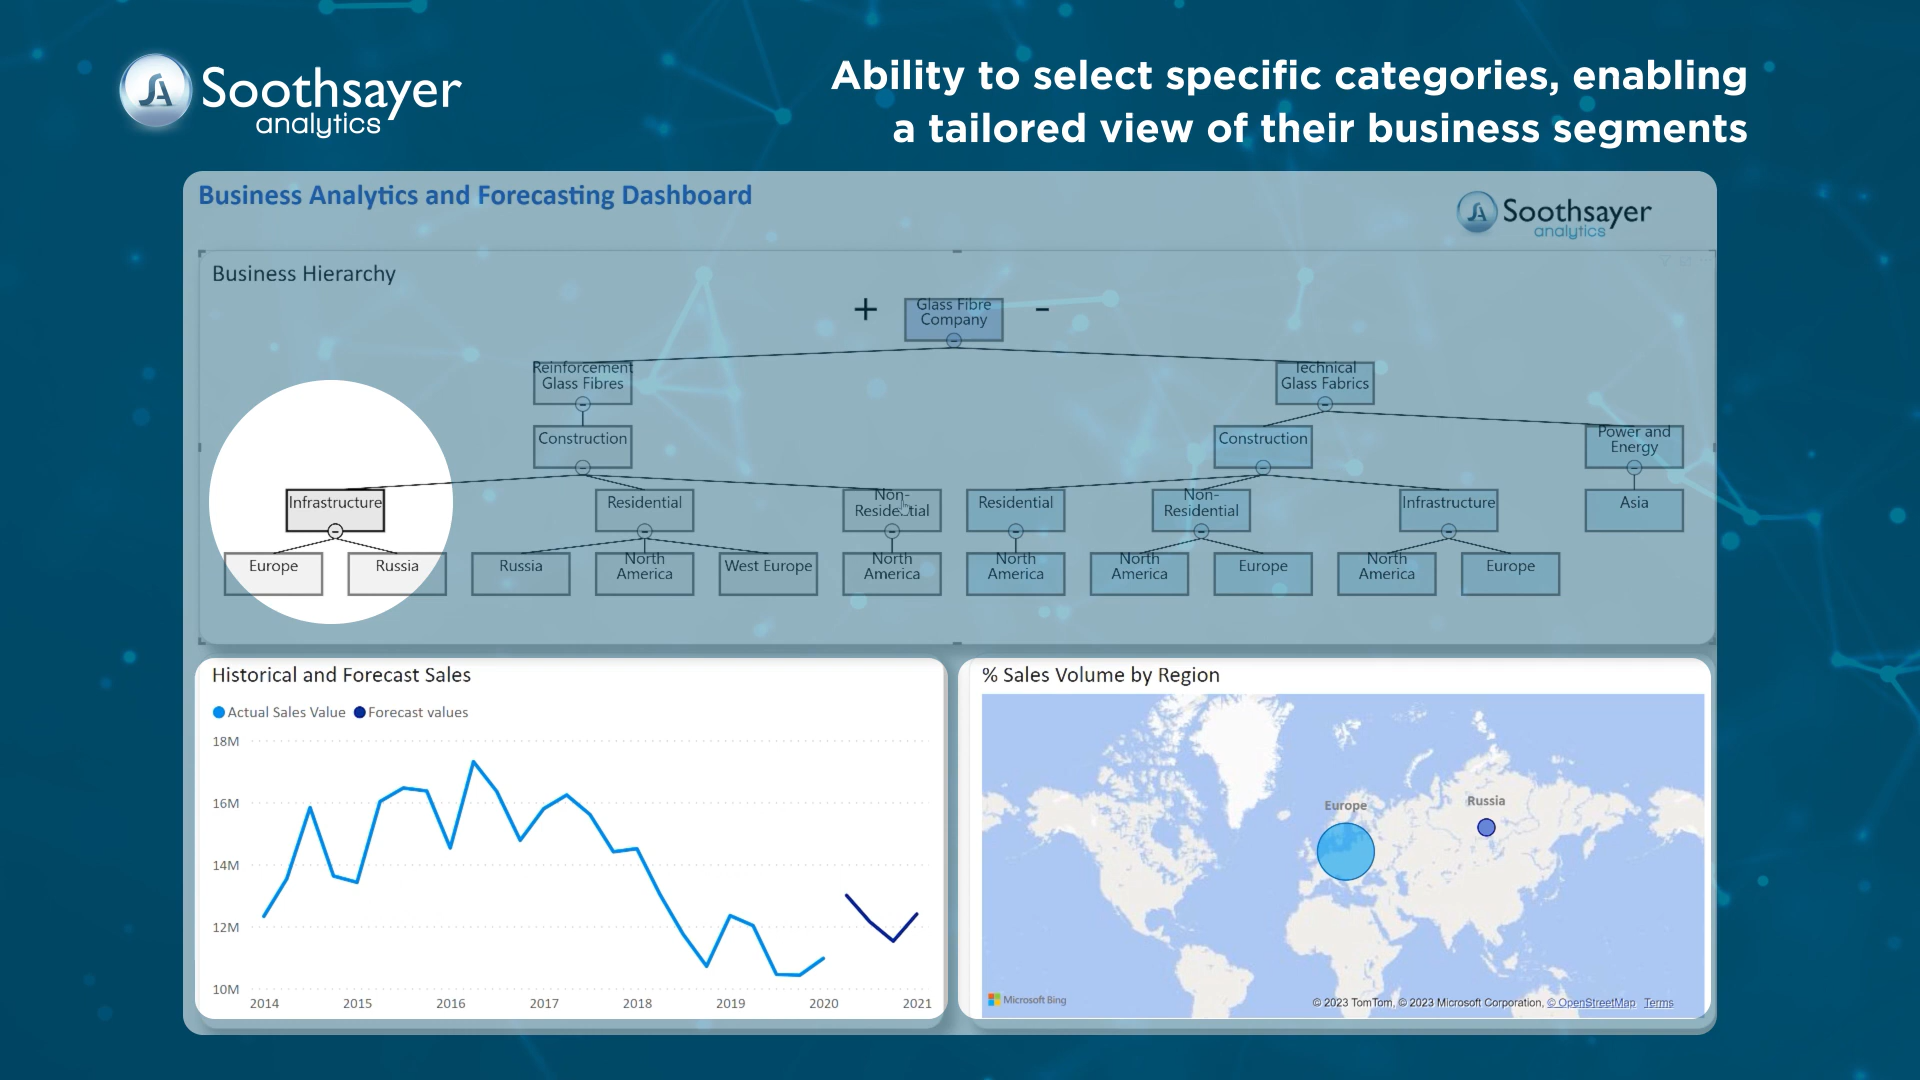 Soothsayer
analytics
Ability to select specific categories, enabling
a tailored view of their business segments
Business Analytics and Forecasting Dashboard
Soothsayer
analytics
Business Hierarchy
+
Glass Fibre
Company
-
Reinforcement
Glass Fibres
Technical
Glass Fabrics
Construction
Construction
Power and
Energy
Infrastructure
Residential
Non-
Residential
Residential
Non-
Residential
Infrastructure
Asia
Europe
Russia
Russia
North
America
West Europe
North
America
North
America
North
America
Europe
North
America
Europe
Historical and Forecast Sales
Actual Sales Value Forecast values
18M
16M
14M
12M
10M
2014 2015 2016 2017 2018 2019 2020 2021
% Sales Volume by Region
Europe
Russia
Microsoft Bing
© 2023 TomTom, © 2023 Microsoft Corporation, © OpenStreetMap Terms